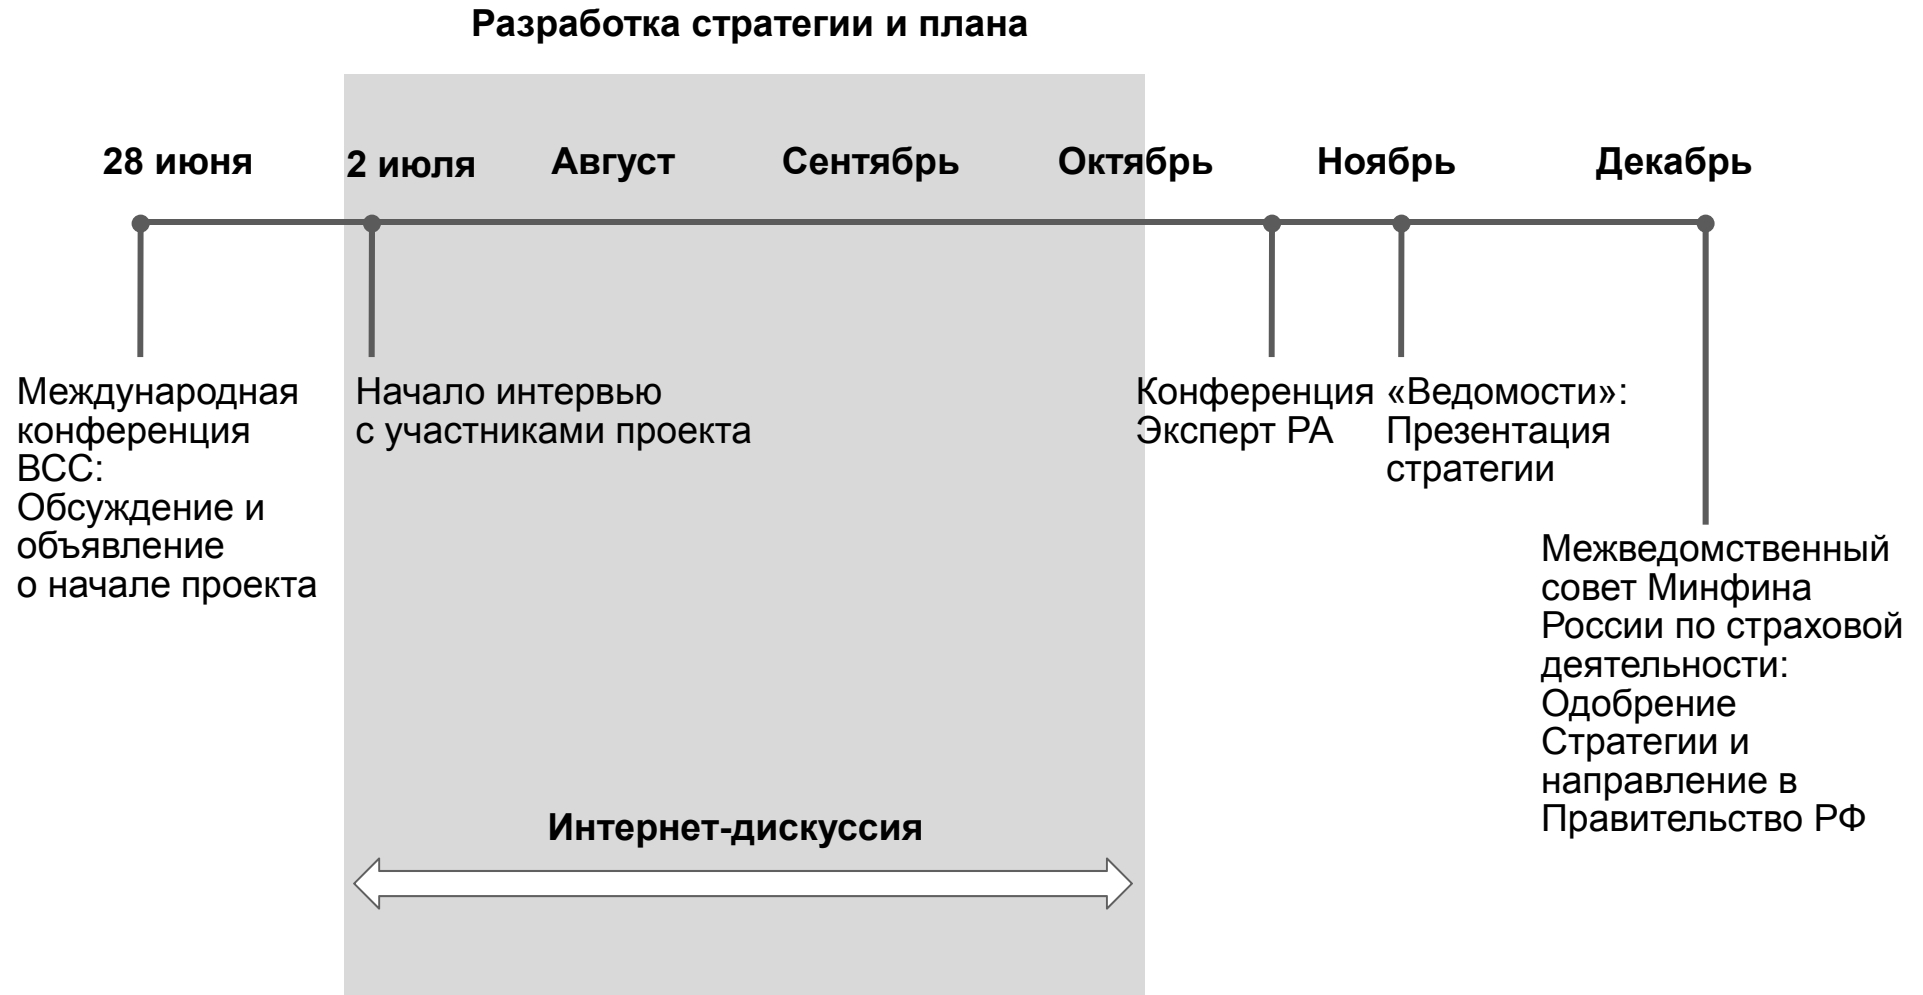 Разработка стратегии и плана
28 июня
2 июля
Август
Сентябрь
Октябрь
Ноябрь
Декабрь
Международная
конференция
ВСС:
Обсуждение и
объявление
о начале проекта
Начало интервью
с участниками проекта
Конференция
Эксперт РА
«Ведомости»:
Презентация
стратегии
Межведомственный
совет Минфина
России по страховой
деятельности:
Одобрение
Стратегии и
направление в
Правительство РФ
Интернет-дискуссия